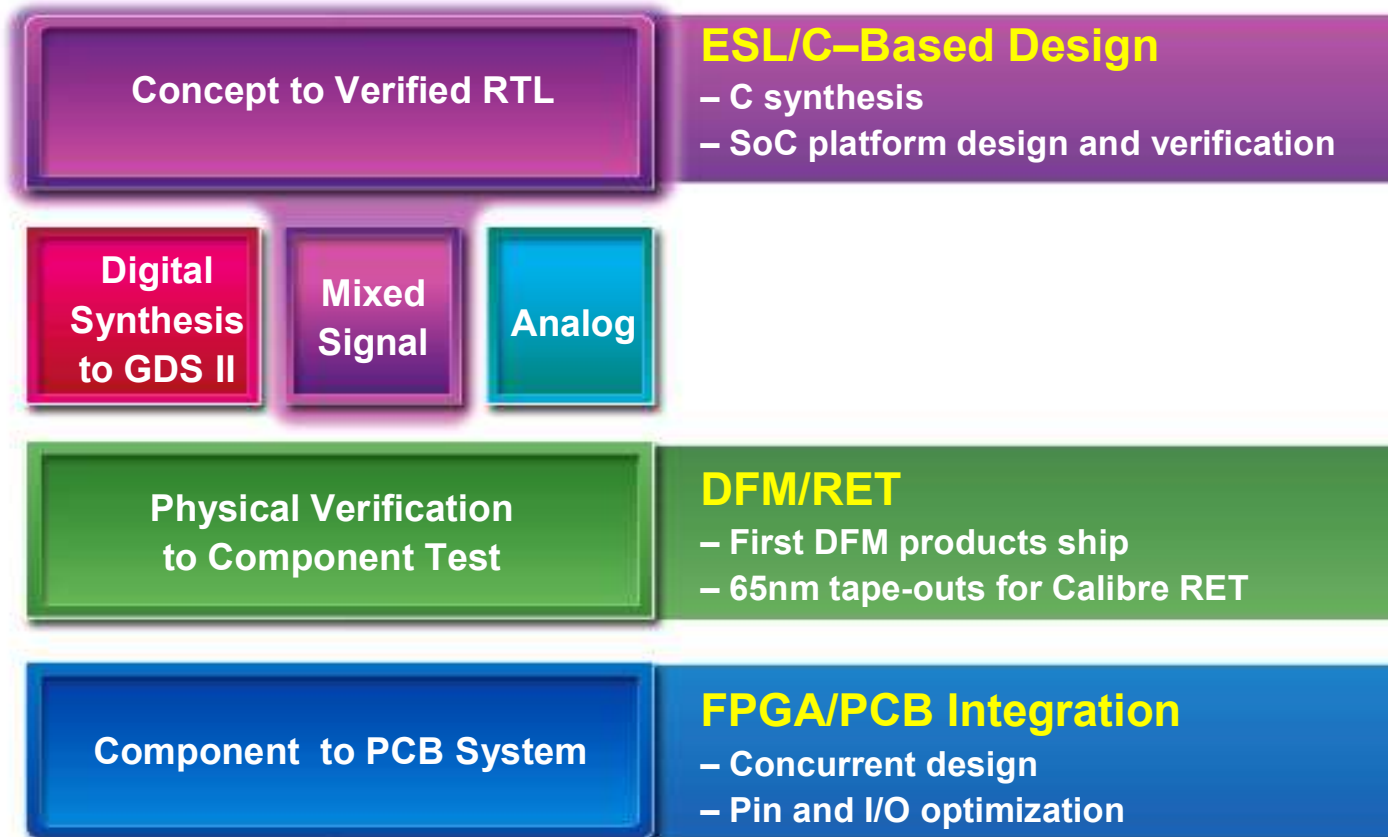 Concept to Verified RTL
ESL/C–Based Design
– C synthesis
– SoC platform design and verification
Digital
Synthesis
to GDS II
Mixed
Signal
Analog
Physical Verification
to Component Test
DFM/RET
– First DFM products ship
– 65nm tape-outs for Calibre RET
Component to PCB System
FPGA/PCB Integration
– Concurrent design
– Pin and I/O optimization